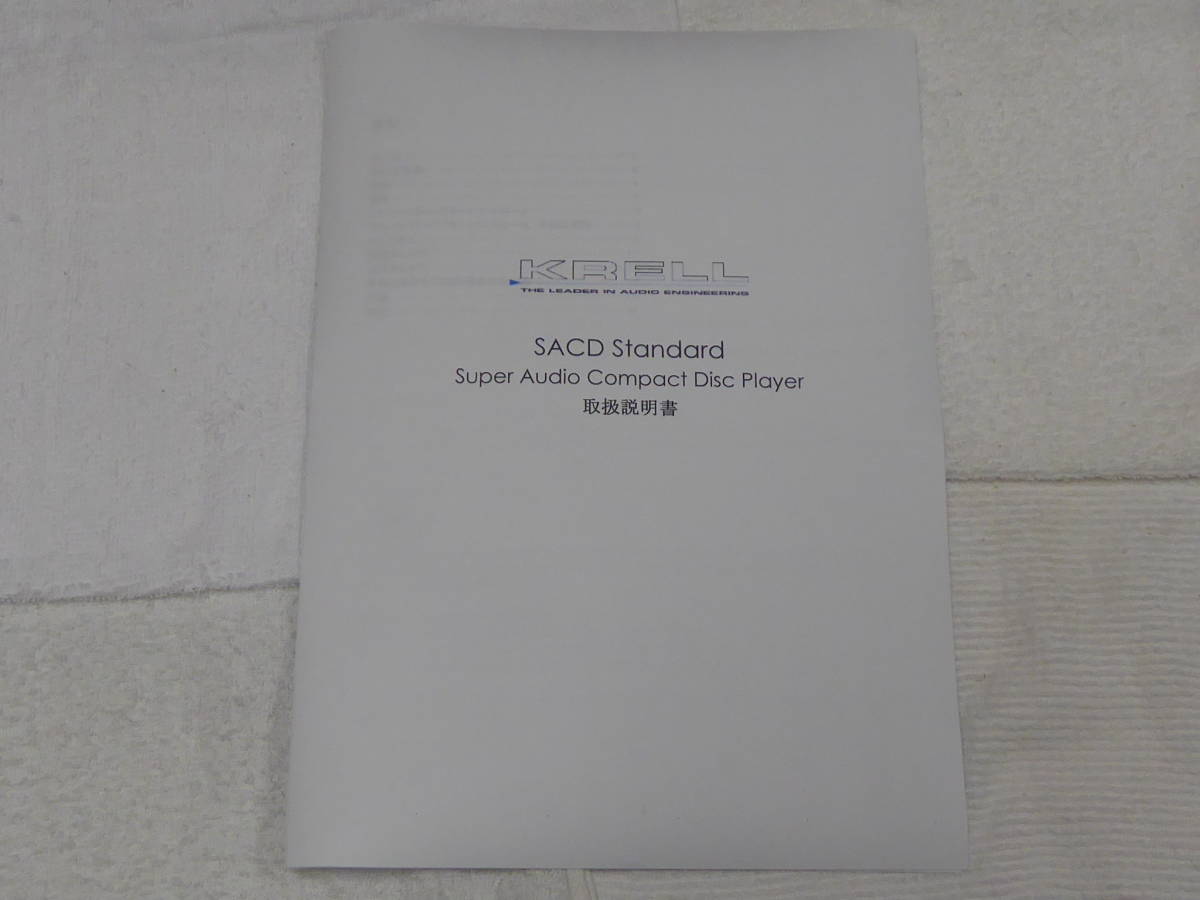 KRELL
THE LEADER IN AUDIO ENGINEERING
SACD Standard
Super Audio Compact Disc Player
取扱説明書